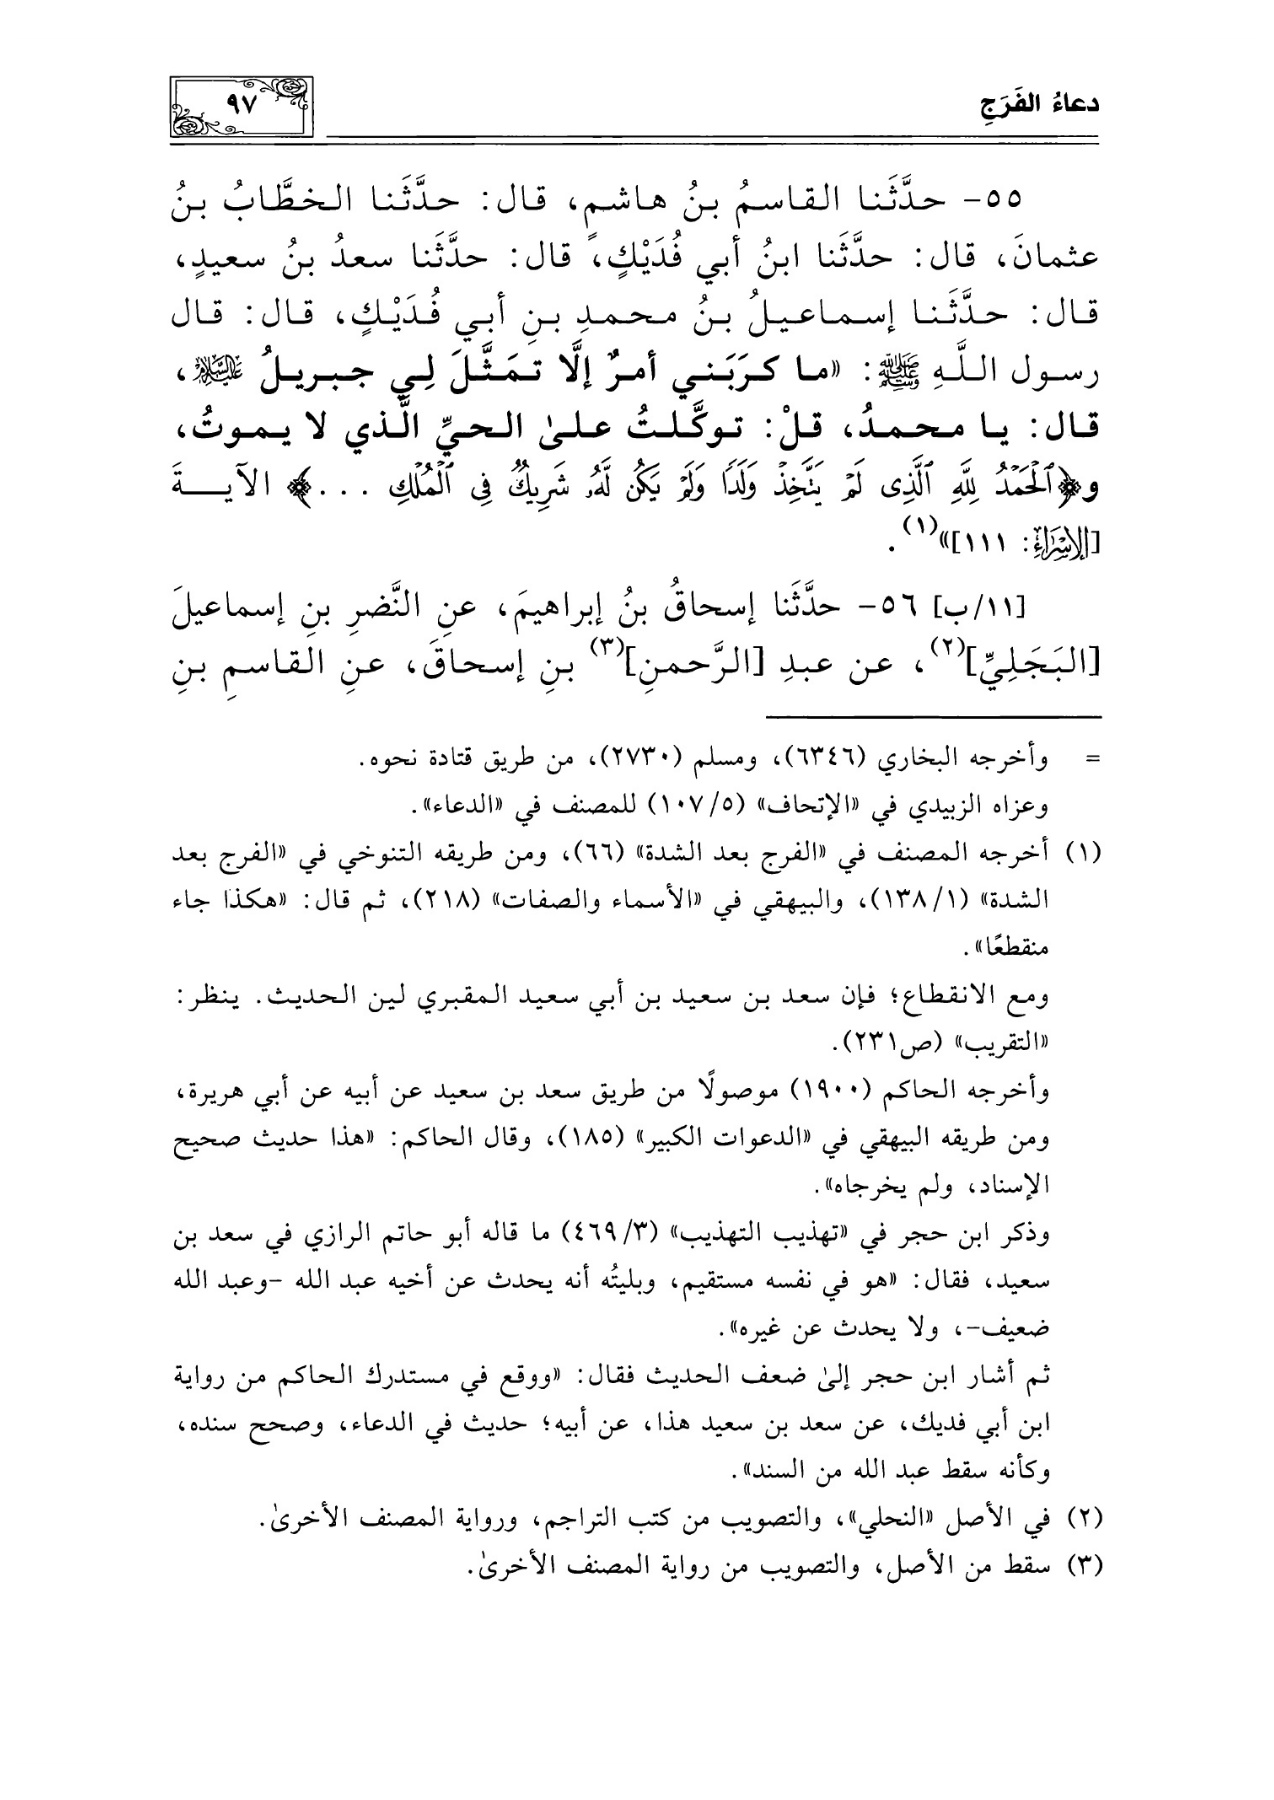 دعاءُ الفَرَجِ
٩٧
٥٥- حدَّثَنا القاسمُ بنُ هاشمٍ، قال: حدَّثَنا الخطَّابُ بنُ
عثمانَ، قال: حدَّثَنا ابنُ أبي فُدَيْكٍ، قال: حدَّثَنا سعدُ بنُ سعيدٍ،
قال: حدَّثَنا إسماعيلُ بنُ محمدِ بنِ أبي فُدَيْكٍ، قال: قال
رسول اللَّهِ ﷺ: «ما كرَبَني أمرٌ إلَّا تمَثَّلَ لِي جبريلُ عليه السلام،
قال: يا محمدُ، قلْ: توكَّلتُ علىٰ الحيِّ الَّذي لا يموتُ،
و﴿ٱلْحَمْدُ لِلَّهِ ٱلَّذِى لَمْ يَتَّخِذْ وَلَدًا وَلَمْ يَكُن لَّهُۥ شَرِيكٌ فِى ٱلْمُلْكِ ...﴾ الآيـــة
[الإسراء: ١١١]»(١).
[١١/ب] ٥٦- حدَّثَنا إسحاقُ بنُ إبراهيمَ، عنِ النَّضرِ بنِ إسماعيلَ
[البَجَلِيِّ](٢)، عن عبدِ [الرَّحمنِ](٣) بنِ إسحاقَ، عنِ القاسمِ بنِ
= وأخرجه البخاري (٦٣٤٦)، ومسلم (٢٧٣٠)، من طريق قتادة نحوه.
وعزاه الزبيدي في «الإتحاف» (١٠٧/٥) للمصنف في «الدعاء».
(١) أخرجه المصنف في «الفرج بعد الشدة» (٦٦)، ومن طريقه التنوخي في «الفرج بعد
الشدة» (١٣٨/١)، والبيهقي في «الأسماء والصفات» (٢١٨)، ثم قال: «هكذا جاء
منقطعًا».
ومع الانقطاع؛ فإن سعد بن سعيد بن أبي سعيد المقبري لين الحديث. ينظر:
«التقريب» (ص٢٣١).
وأخرجه الحاكم (١٩٠٠) موصولًا من طريق سعد بن سعيد عن أبيه عن أبي هريرة،
ومن طريقه البيهقي في «الدعوات الكبير» (١٨٥)، وقال الحاكم: «هذا حديث صحيح
الإسناد، ولم يخرجاه».
وذكر ابن حجر في «تهذيب التهذيب» (٤٦٩/٣) ما قاله أبو حاتم الرازي في سعد بن
سعيد، فقال: «هو في نفسه مستقيم، وبليتُه أنه يحدث عن أخيه عبد الله -وعبد الله
ضعيف-، ولا يحدث عن غيره».
ثم أشار ابن حجر إلىٰ ضعف الحديث فقال: «ووقع في مستدرك الحاكم من رواية
ابن أبي فديك، عن سعد بن سعيد هذا، عن أبيه؛ حديث في الدعاء، وصحح سنده،
وكأنه سقط عبد الله من السند».
(٢) في الأصل «النحلي»، والتصويب من كتب التراجم، ورواية المصنف الأخرىٰ.
(٣) سقط من الأصل، والتصويب من رواية المصنف الأخرىٰ.